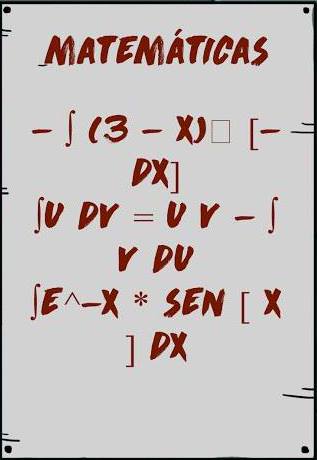 MATEMÁTICAS
- ∫ (3 - X)□ [-
DX]
∫U DV = U V - ∫
V DU
∫E^-X * SEN [ X
] DX